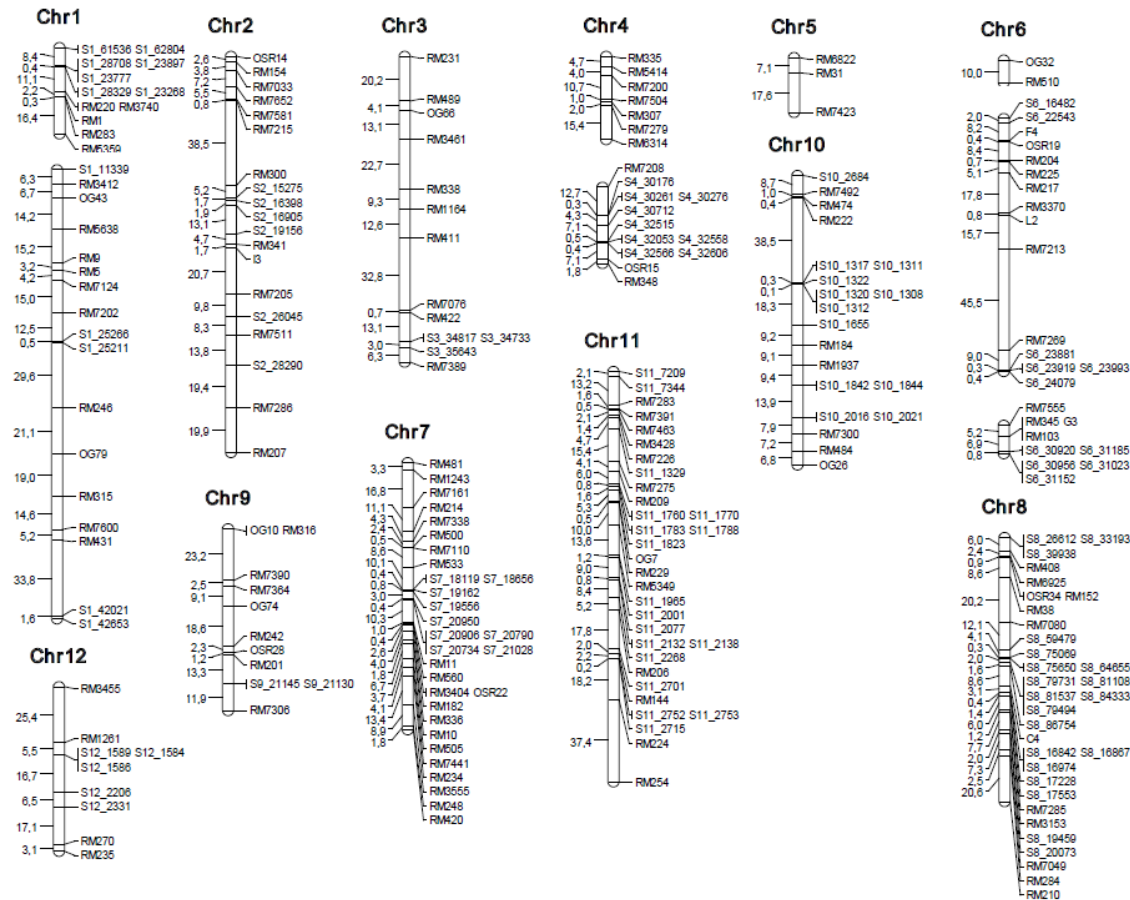 Chr1
8,4
0,4
11,1
2,2
0,3
16,4
S1_61536 S1_62804
S1_28708 S1_23897
S1_23777
S1_28329 S1_23268
RM220 RM3740
RM1
RM283
RM5359
6,3
6,7
14,2
15,2
3,2
4,2
15,0
12,5
0,5
29,6
21,1
19,0
14,6
5,2
33,8
1,6
S1_11339
RM3412
OG43
RM5638
RM9
RM5
RM7124
RM7202
S1_25266
S1_25211
RM246
OG79
RM315
RM7600
RM431
S1_42021
S1_42653
Chr2
2,6
3,8
7,2
5,5
0,8
38,5
5,2
1,7
1,9
13,1
4,7
1,7
20,7
9,8
8,3
13,8
19,4
19,9
OSR14
RM154
RM7033
RM7652
RM7581
RM7215
RM300
S2_15275
S2_16398
S2_16905
S2_19156
RM341
I3
RM7205
S2_26045
RM7511
S2_28290
RM7286
RM207
Chr3
20,2
4,1
13,1
22,7
9,3
12,6
32,8
0,7
13,1
3,0
6,3
RM231
RM489
OG66
RM3461
RM338
RM1164
RM411
RM7076
RM422
S3_34817 S3_34733
S3_35643
RM7389
Chr4
4,7
4,0
10,7
1,0
2,0
15,4
RM335
RM5414
RM7200
RM7504
RM307
RM7279
RM6314
12,7
0,3
4,3
7,1
0,5
0,4
7,1
1,8
RM7208
S4_30176
S4_30261 S4_30276
S4_30712
S4_32515
S4_32053 S4_32558
S4_32566 S4_32606
OSR15
RM348
Chr5
7,1
17,6
RM6822
RM31
RM7423
Chr6
10,0
OG32
RM510
2,0
8,2
0,4
8,4
0,7
5,1
17,8
0,8
15,7
45,5
9,0
0,3
0,4
S6_16482
S6_22543
F4
OSR19
RM204
RM225
RM217
RM3370
L2
RM7213
RM7269
S6_23881
S6_23919 S6_23993
S6_24079
5,2
6,9
0,8
RM7555
RM345 G3
RM103
S6_30920 S6_31185
S6_30956 S6_31023
S6_31152
Chr7
3,3
16,8
11,1
4,3
2,4
0,5
8,6
10,1
0,4
0,8
3,0
0,4
10,3
1,0
0,4
2,6
4,0
1,8
6,7
3,7
4,1
13,4
8,9
1,8
RM481
RM1243
RM7161
RM214
RM7338
RM500
RM7110
RM533
S7_18119 S7_18656
S7_19162
S7_19556
S7_20950
S7_20906 S7_20790
S7_20734 S7_21028
RM11
RM560
RM3404 OSR22
RM182
RM336
RM10
RM505
RM7441
RM234
RM3555
RM248
RM420
Chr8
6,0
2,4
0,9
8,6
20,2
12,1
4,1
0,3
2,0
1,6
8,6
3,1
0,4
1,4
6,0
1,2
7,7
2,0
7,3
2,5
20,6
S8_26612 S8_33193
S8_39938
RM408
RM6925
OSR34 RM152
RM38
RM7080
S8_59479
S8_75069
S8_75650 S8_64655
S8_79731 S8_81108
S8_81537 S8_84333
S8_79494
S8_86754
C4
S8_16842 S8_16867
S8_16974
S8_17228
S8_17553
RM7285
RM3153
S8_19459
S8_20073
RM7049
RM284
RM210
Chr9
23,2
2,5
9,1
18,6
2,3
1,2
13,3
11,9
OG10 RM316
RM7390
RM7364
OG74
RM242
OSR28
RM201
S9_21145 S9_21130
RM7306
Chr10
8,7
1,0
0,4
38,5
0,3
0,1
18,3
9,2
9,1
9,4
13,9
7,9
7,2
6,8
S10_2684
RM7492
RM474
RM222
S10_1317 S10_1311
S10_1322
S10_1320 S10_1308
S10_1312
S10_1655
RM184
RM1937
S10_1842 S10_1844
S10_2016 S10_2021
RM7300
RM484
OG26
Chr11
2,1
13,2
1,6
0,5
2,1
1,4
4,7
15,4
4,1
6,0
0,8
1,6
5,3
0,5
10,0
13,6
1,2
9,0
0,8
8,4
5,2
17,8
2,2
0,2
18,2
37,4
S11_7209
S11_7344
RM7283
RM7391
RM7463
RM3428
RM7226
S11_1329
RM7275
RM209
S11_1760 S11_1770
S11_1783 S11_1788
S11_1823
OG7
RM229
RM5349
S11_1965
S11_2001
S11_2077
S11_2132 S11_2138
S11_2268
RM206
S11_2701
RM144
S11_2752 S11_2753
S11_2715
RM224
RM254
Chr12
25,4
5,5
16,7
6,5
17,1
3,1
RM3455
RM1261
S12_1589 S12_1584
S12_1586
S12_2206
S12_2331
RM270
RM235